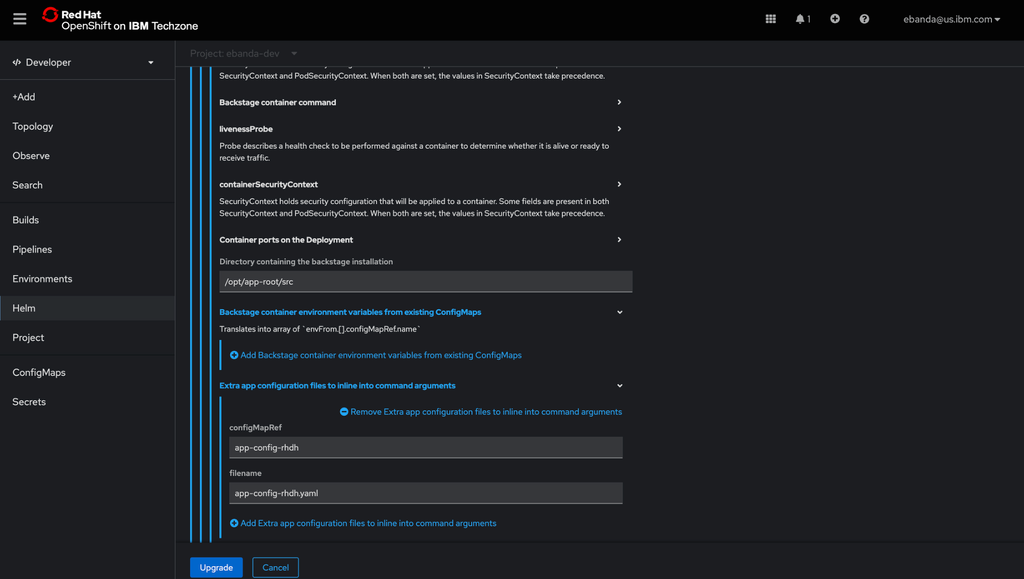 Red Hat
OpenShift on IBM Techzone
1
ebanda@us.ibm.com
Developer
+Add
Topology
Observe
Search
Builds
Pipelines
Environments
Helm
Project
ConfigMaps
Secrets
Project: ebanda-dev
SecurityContext and PodSecurityContext. When both are set, the values in SecurityContext take precedence.
Backstage container command
livenessProbe
Probe describes a health check to be performed against a container to determine whether it is alive or ready to
receive traffic.
containerSecurityContext
SecurityContext holds security configuration that will be applied to a container. Some fields are present in both
SecurityContext and PodSecurityContext. When both are set, the values in SecurityContext take precedence.
Container ports on the Deployment
Directory containing the backstage installation
/opt/app-root/src
Backstage container environment variables from existing ConfigMaps
Translates into array of `envFrom.[].configMapRef.name`
Add Backstage container environment variables from existing ConfigMaps
Extra app configuration files to inline into command arguments
Remove Extra app configuration files to inline into command arguments
configMapRef
app-config-rhdh
filename
app-config-rhdh.yaml
Add Extra app configuration files to inline into command arguments
Upgrade
Cancel